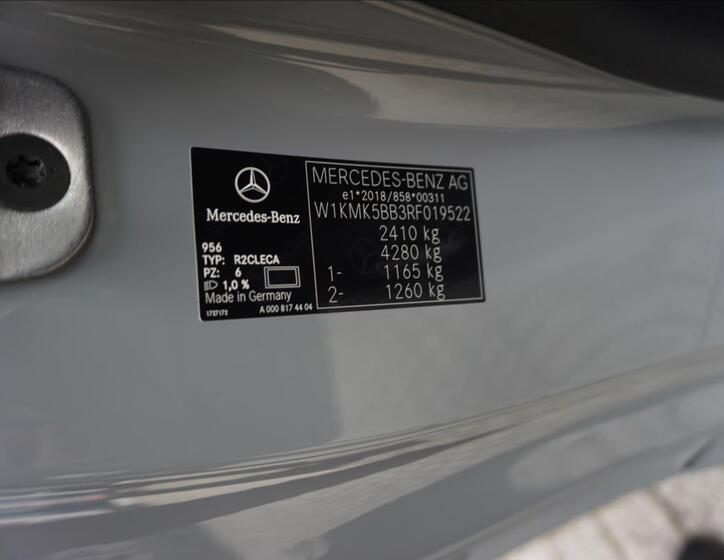 Mercedes-Benz
956
TYP: R2CLECA
PZ: 6
1,0 %
Made in Germany
1727172 A 000 817 44 04
MERCEDES-BENZ AG
e1*2018/858*00311
W1KMK5BB3RF019522
2410 kg
4280 kg
1- 1165 kg
2- 1260 kg